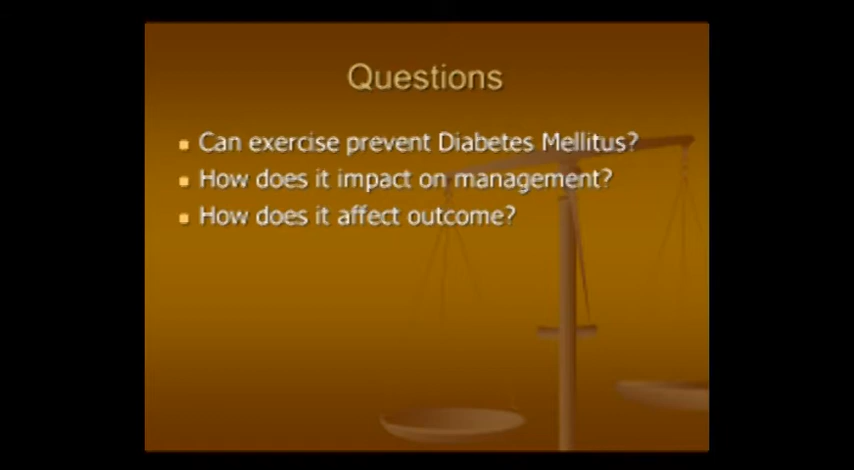 Questions
Can exercise prevent Diabetes Mellitus?
How does it impact on management?
How does it affect outcome?